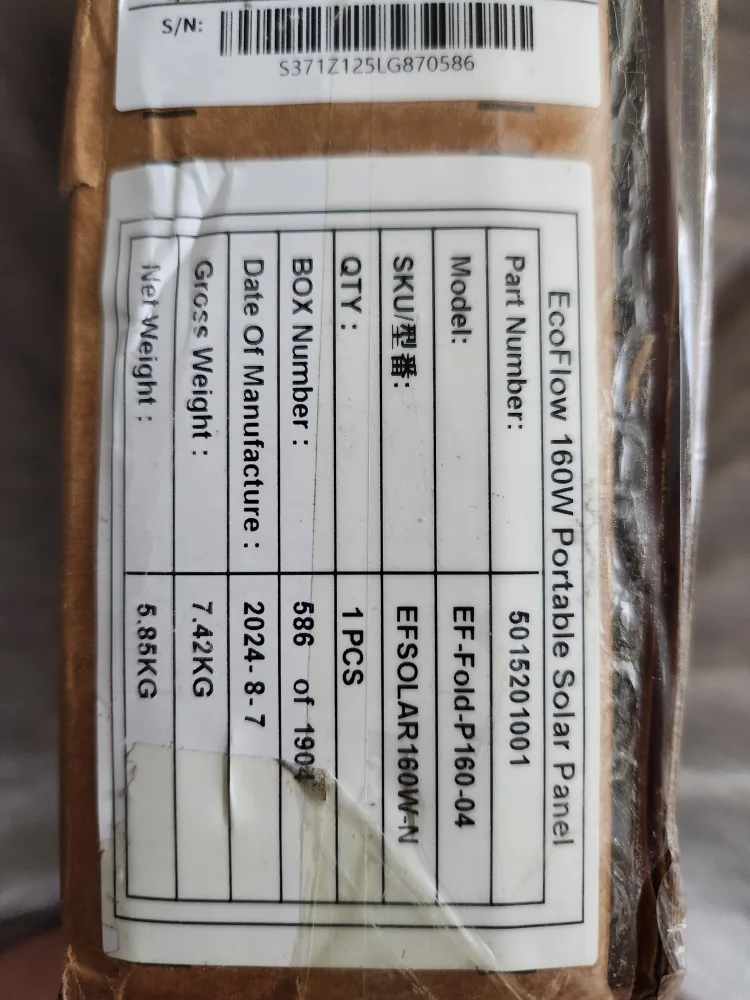 S/N:
S371Z125LG870586
EcoFlow 160W Portable Solar Panel
Part Number: 5015201001
Model: EF-Fold-P160-04
SKU/型番: EFSOLAR160W-N
QTY : 1 PCS
BOX Number : 586 of 1904
Date Of Manufacture : 2024-8-7
Gross Weight : 7.42KG
Net Weight : 5.85KG